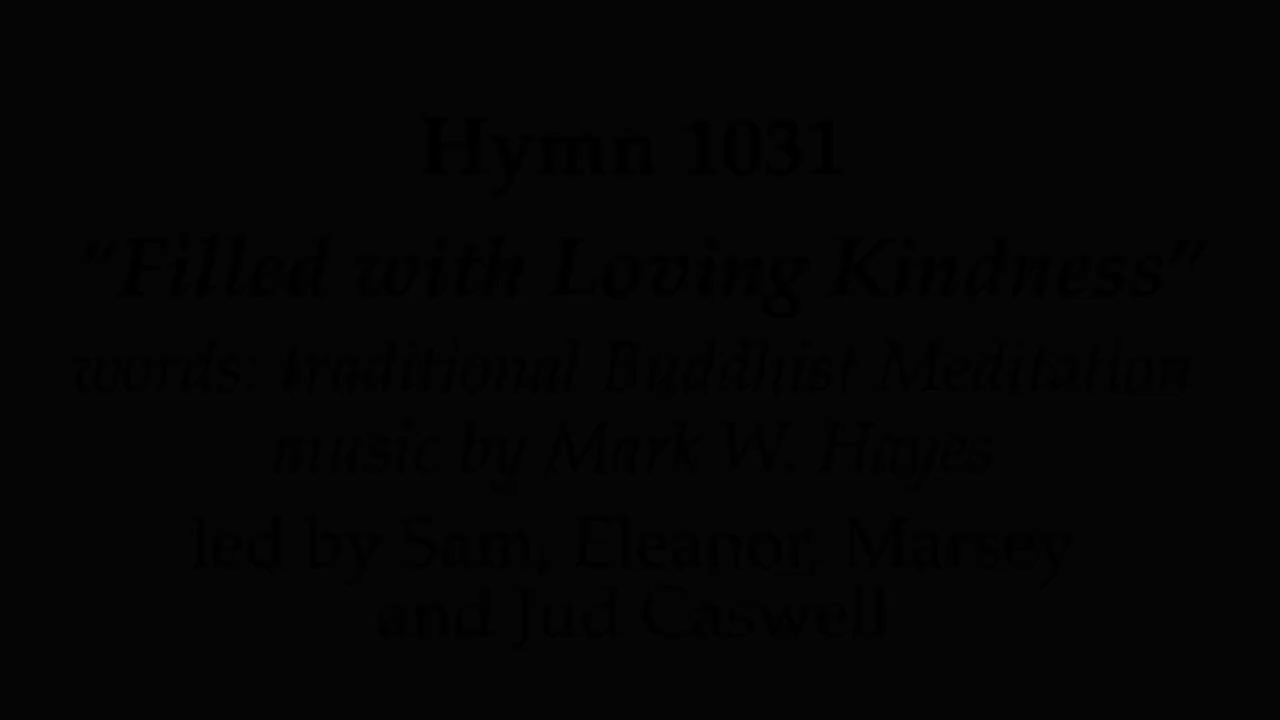 Hymn 1031
"Filled with Loving Kindness"
words: traditional Buddhist Meditation
music by Mark W. Hayes
led by Sam, Eleanor, Marsey
and Jud Caswell